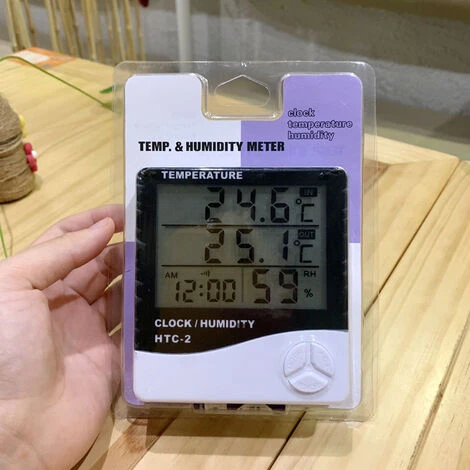 clock
temperature
humidity
TEMP. & HUMIDITY METER
TEMPERATURE
24.6°C IN
25.1°C OUT
AM RH
12:00 59 %
CLOCK/HUMIDITY
HTC-2